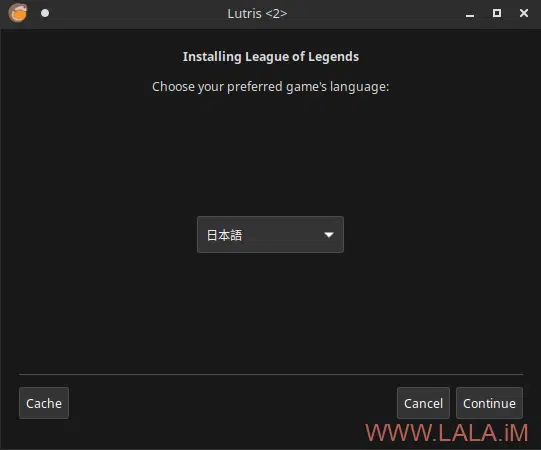 Lutris <2>
Installing League of Legends
Choose your preferred game's language:
日本語
Cache
Cancel
Continue
WWW.LALA.iM